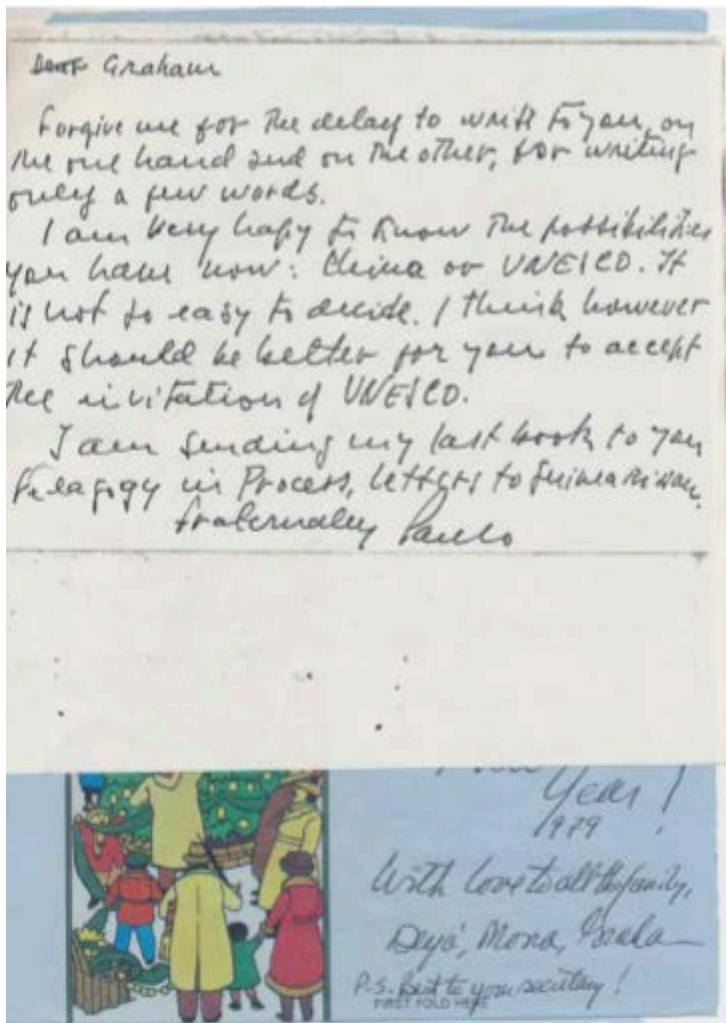 Dear Graham
Forgive me for the delay to write to you, on
the one hand and on the other, for writing
only a few words.
I am very hapy to know the possibilities
you have now: China or UNESCO. It
is not so easy to decide. I think however
it should be better for you to accept
the invitation of UNESCO.
I am sending my last book to you
Pedagogy in Process, letters to Guinea Bissau.
fraternaley Paulo
Year!
1979
With love to all the family,
Mona,
P.S. best to your secretary!
FIRST FOLD HERE